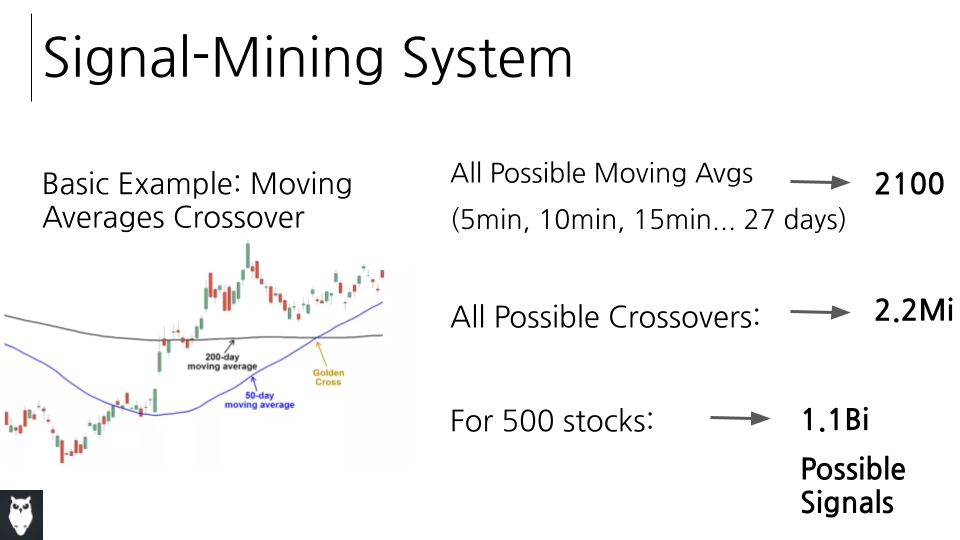 Signal-Mining System
Basic Example: Moving
Averages Crossover
200-day
moving average
Golden
Cross
50-day
moving average
All Possible Moving Avgs
2100
(5min, 10min, 15min... 27 days)
All Possible Crossovers:
2.2Mi
For 500 stocks:
1.1Bi
Possible
Signals